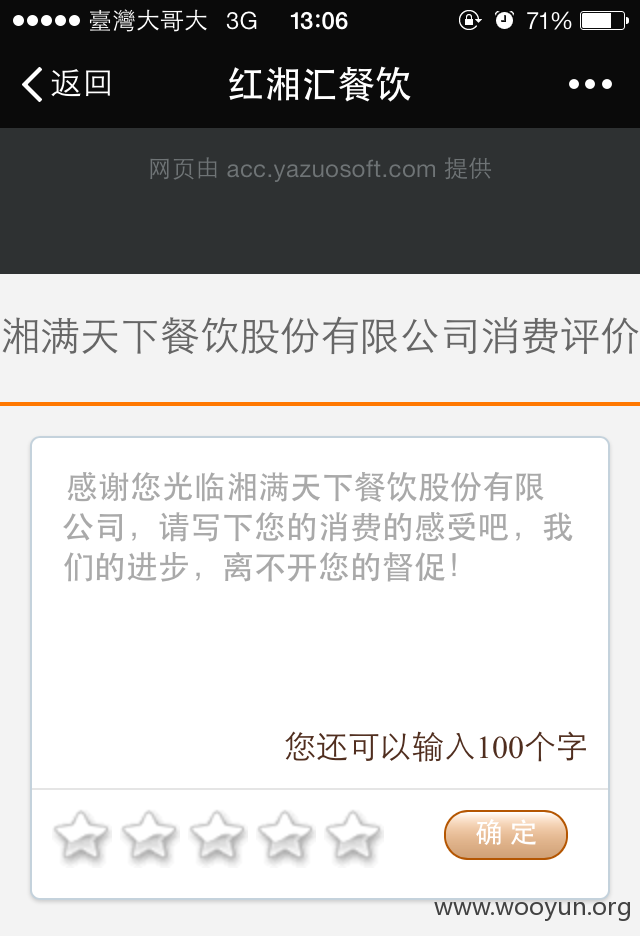 臺灣大哥大 3G 13:06 71%
返回 红湘汇餐饮
网页由 acc.yazuosoft.com 提供
湘满天下餐饮股份有限公司消费评价
感谢您光临湘满天下餐饮股份有限
公司，请写下您的消费的感受吧，我
们的进步，离不开您的督促！
您还可以输入100个字
确 定
www.wooyun.org